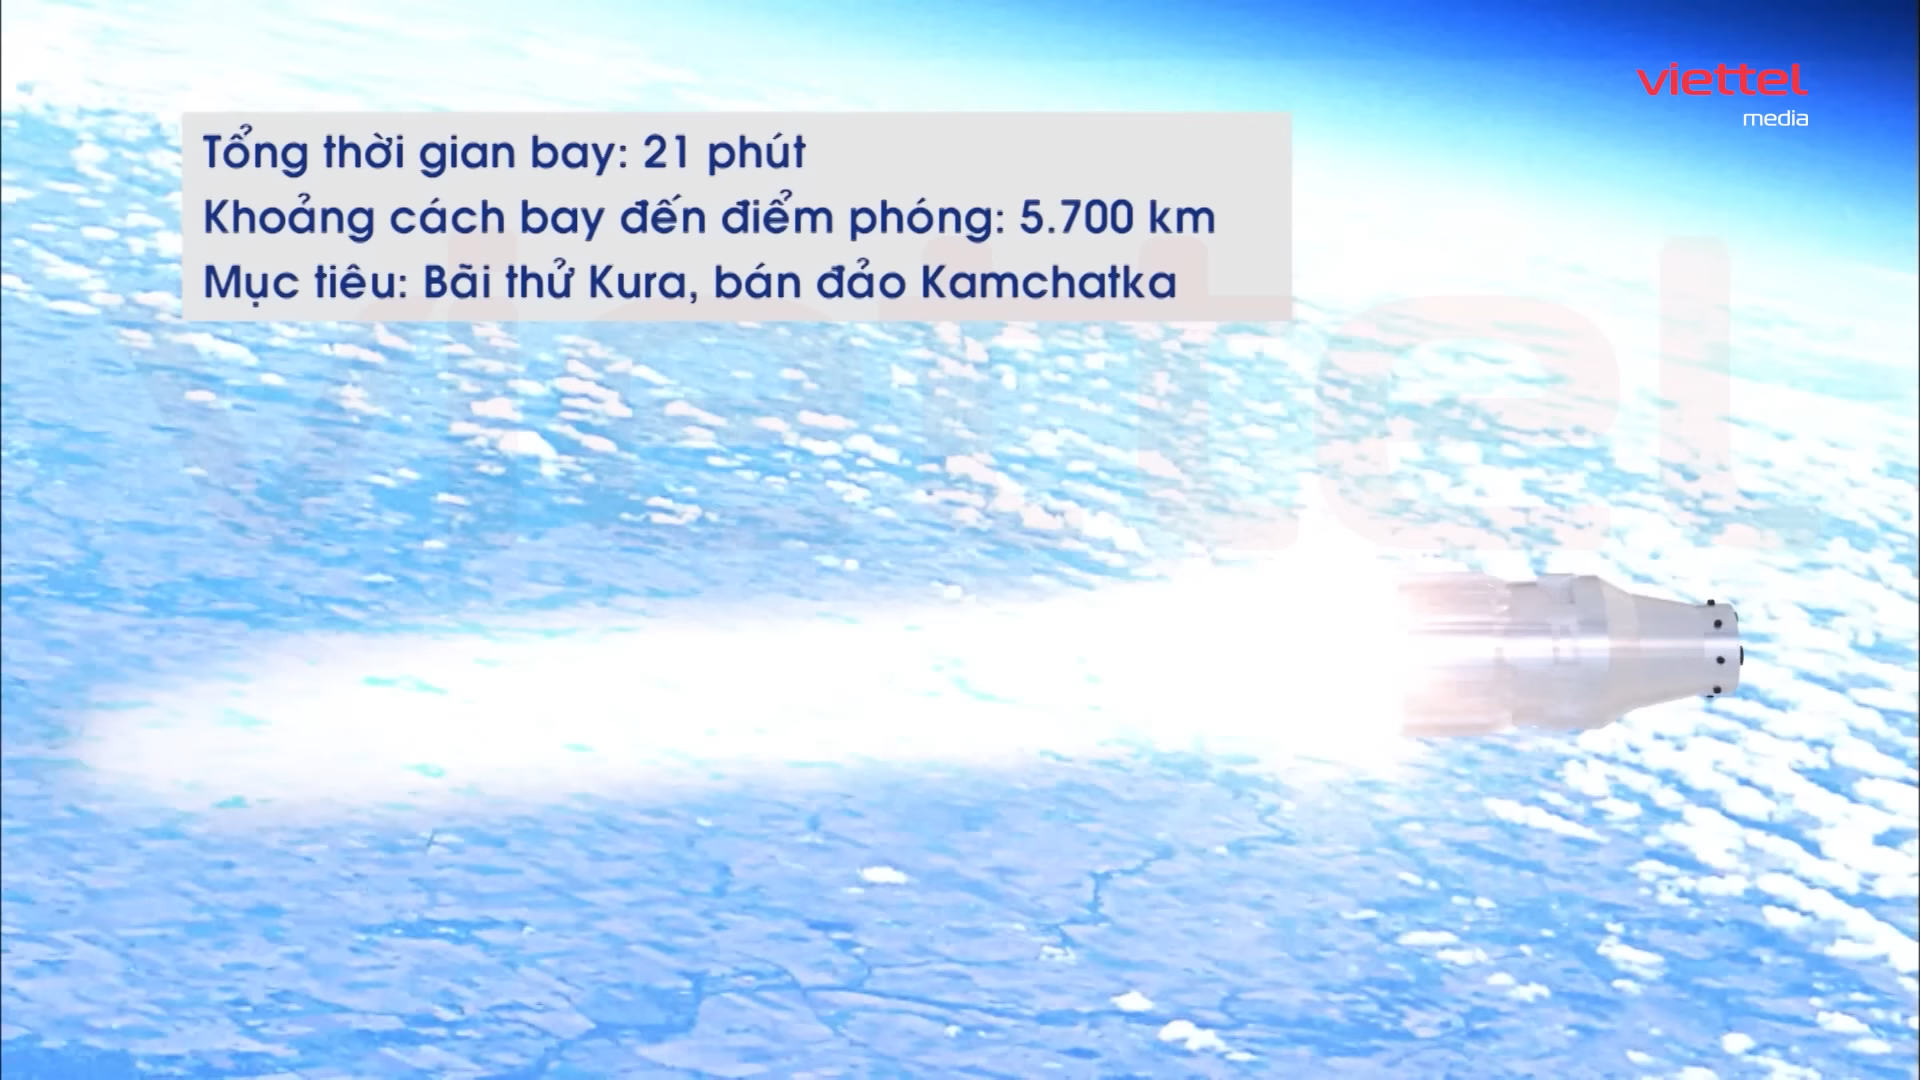 viettel
media
Tổng thời gian bay: 21 phút
Khoảng cách bay đến điểm phóng: 5.700 km
Mục tiêu: Bãi thử Kura, bán đảo Kamchatka
viettel